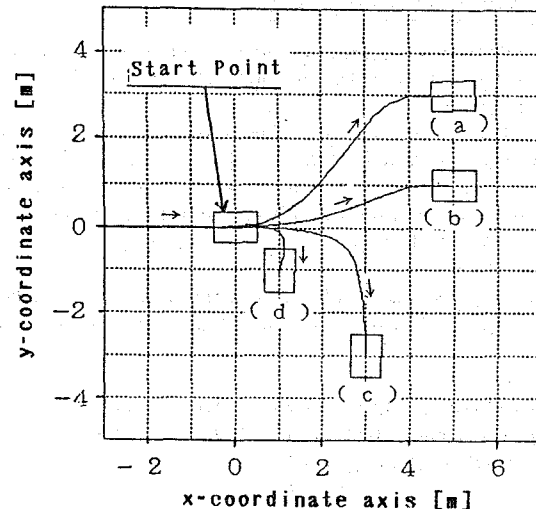 4
Start Point
2
0
-2
-4
( a )
( b )
( d )
( c )
-2 0 2 4 6
x-coordinate axis [m]
y-coordinate axis [m]